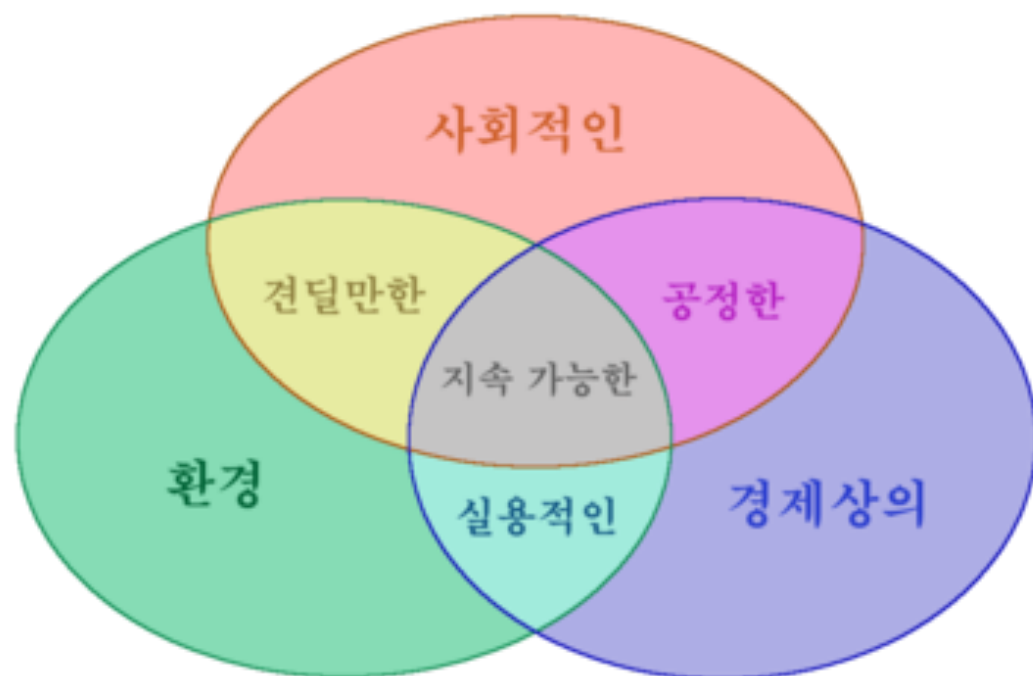 사회적인
견딜만한
공정한
지속 가능한
환경
실용적인
경제상의